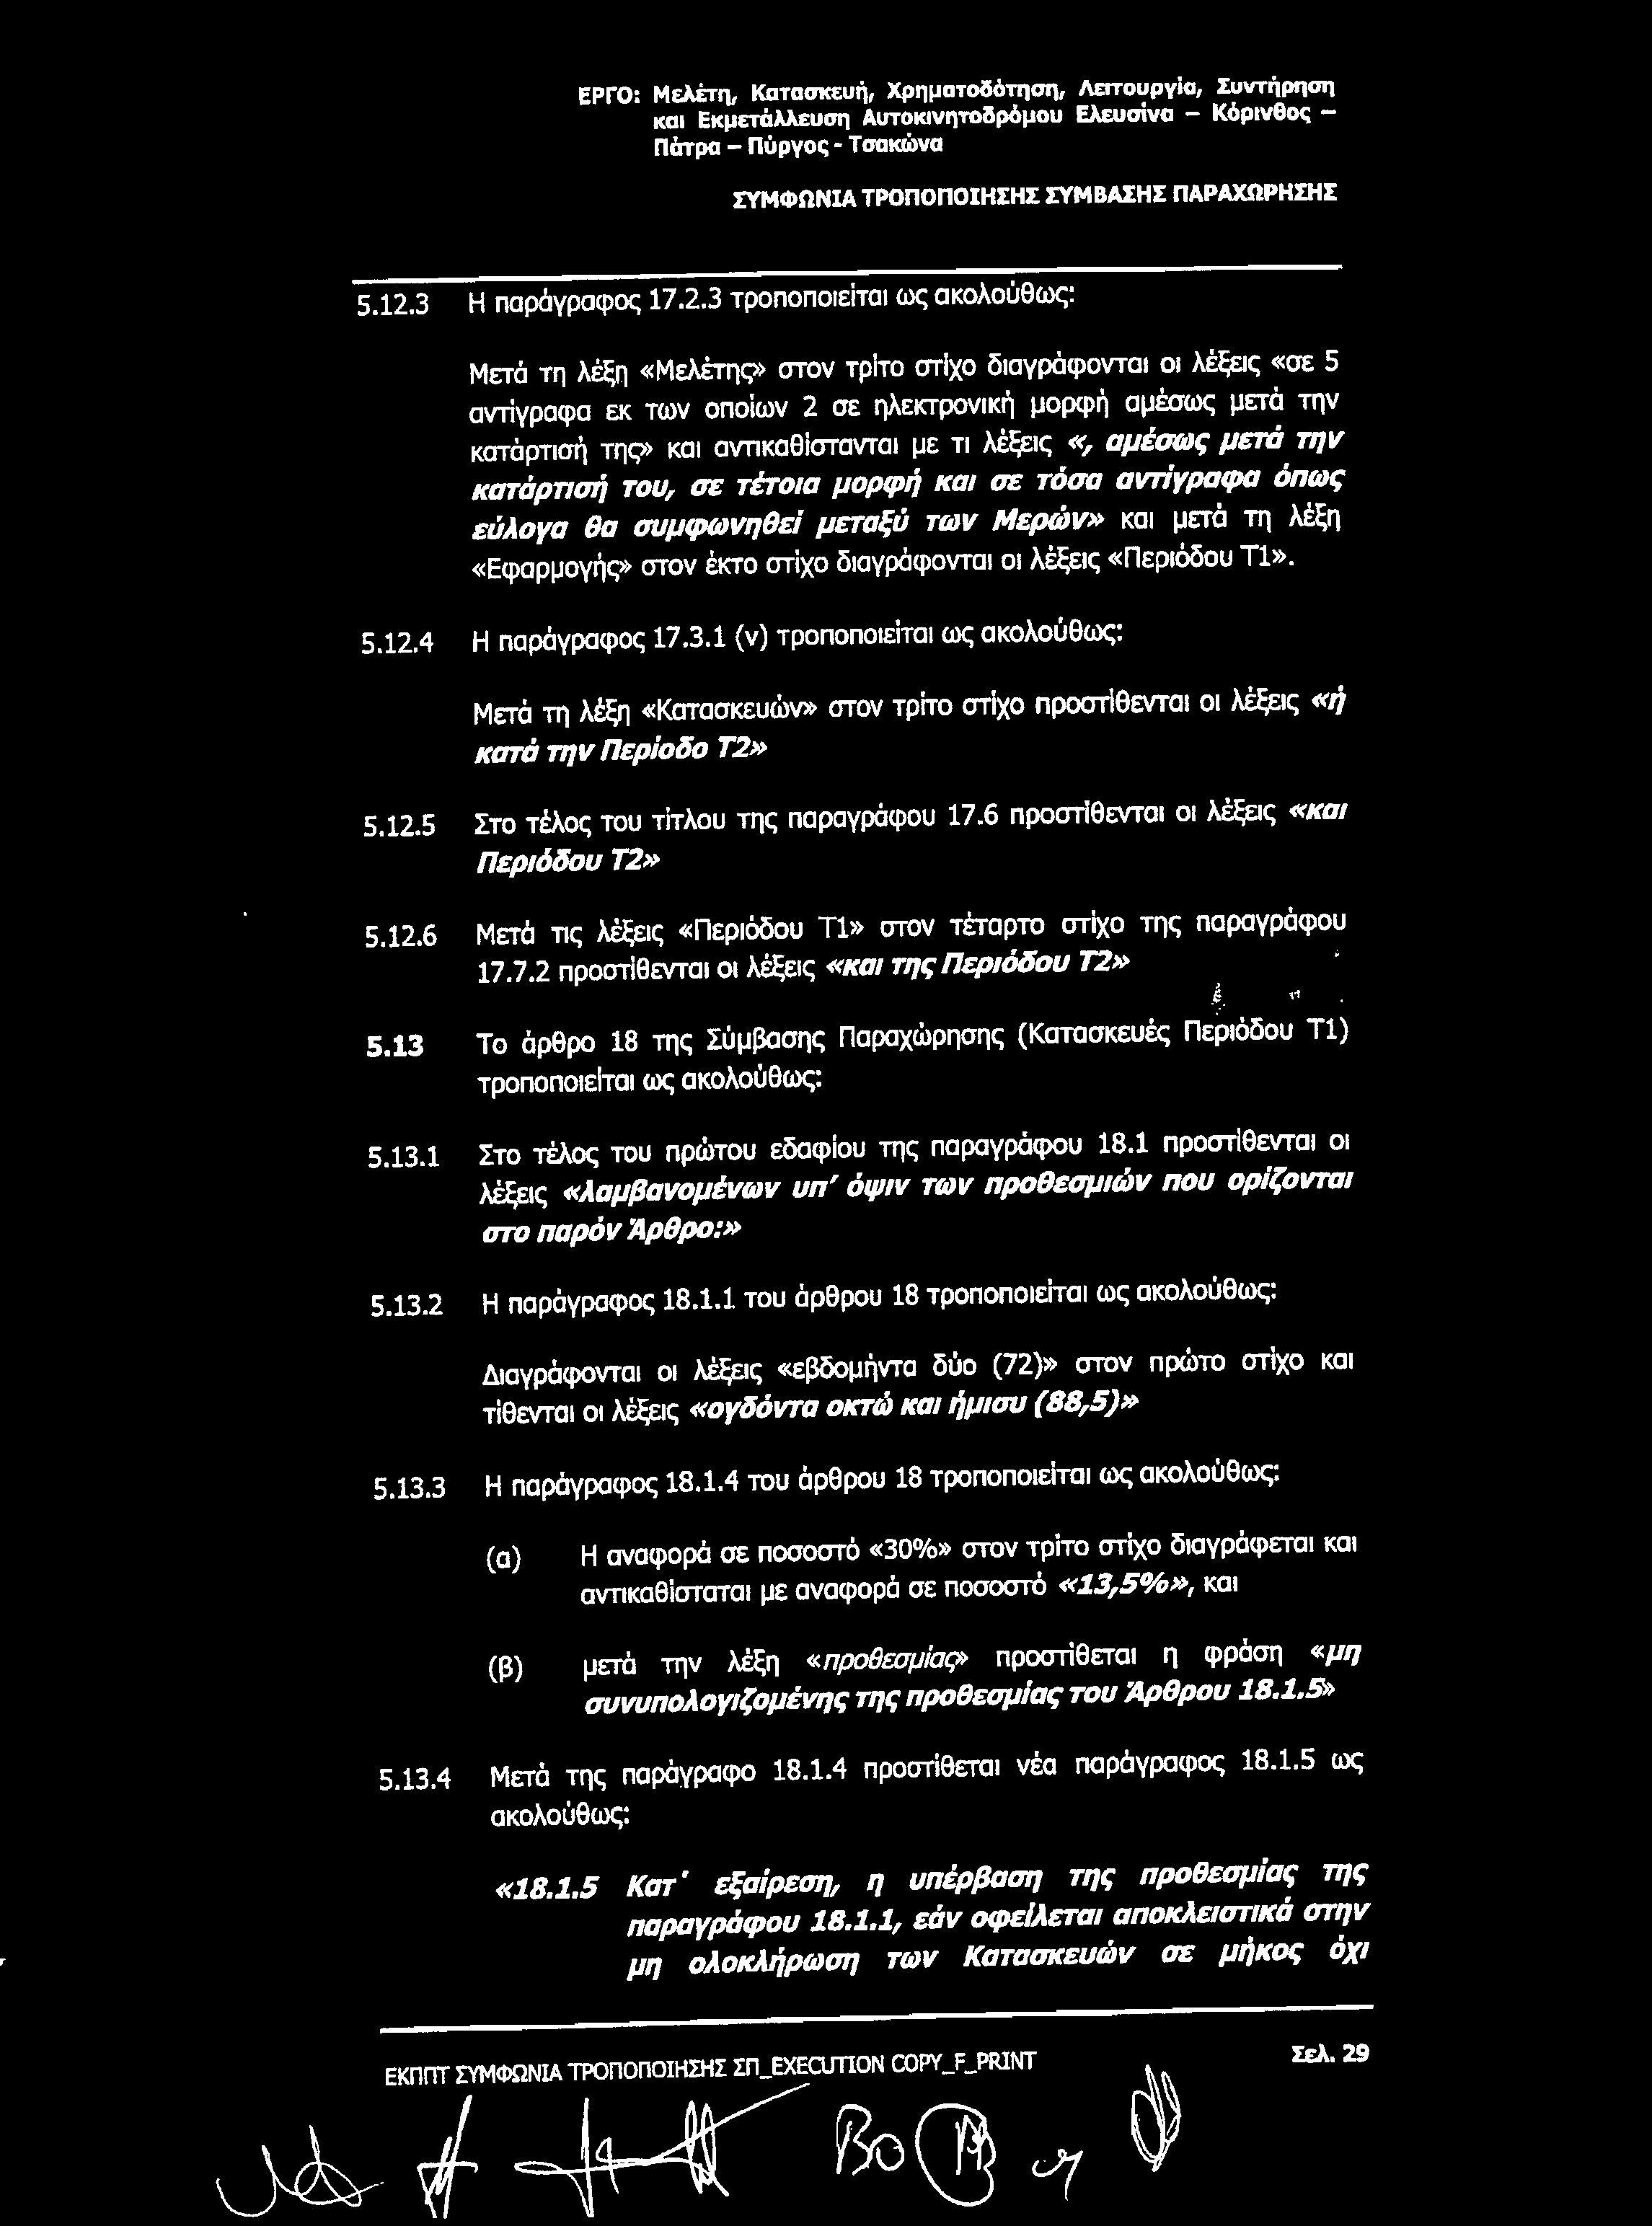 ΕΡΓΟ: Μελέτη, Κατασκευή, Χρηματοδότηση, Λειτουργία, Συντήρηση
και Εκμετάλλευση Αυτοκινητοδρόμου Ελευσίνα – Κόρινθος –
Πάτρα – Πύργος - Τσακώνα
ΣΥΜΦΩΝΙΑ ΤΡΟΠΟΠΟΙΗΣΗΣ ΣΥΜΒΑΣΗΣ ΠΑΡΑΧΩΡΗΣΗΣ
5.12.3 Η παράγραφος 17.2.3 τροποποιείται ως ακολούθως:
Μετά τη λέξη «Μελέτης» στον τρίτο στίχο διαγράφονται οι λέξεις «σε 5
αντίγραφα εκ των οποίων 2 σε ηλεκτρονική μορφή αμέσως μετά την
κατάρτισή της» και αντικαθίστανται με τι λέξεις «, αμέσως μετά την
κατάρτισή του, σε τέτοια μορφή και σε τόσα αντίγραφα όπως
εύλογα θα συμφωνηθεί μεταξύ των Μερών» και μετά τη λέξη
«Εφαρμογής» στον έκτο στίχο διαγράφονται οι λέξεις «Περιόδου Τ1».
5.12.4 Η παράγραφος 17.3.1 (v) τροποποιείται ως ακολούθως:
Μετά τη λέξη «Κατασκευών» στον τρίτο στίχο προστίθενται οι λέξεις «ή
κατά την Περίοδο Τ2»
5.12.5 Στο τέλος του τίτλου της παραγράφου 17.6 προστίθενται οι λέξεις «και
Περιόδου Τ2»
5.12.6 Μετά τις λέξεις «Περιόδου Τ1» στον τέταρτο στίχο της παραγράφου
17.7.2 προστίθενται οι λέξεις «και της Περιόδου Τ2»
5.13 Το άρθρο 18 της Σύμβασης Παραχώρησης (Κατασκευές Περιόδου Τ1)
τροποποιείται ως ακολούθως:
5.13.1 Στο τέλος του πρώτου εδαφίου της παραγράφου 18.1 προστίθενται οι
λέξεις «λαμβανομένων υπ' όψιν των προθεσμιών που ορίζονται
στο παρόν Άρθρο:»
5.13.2 Η παράγραφος 18.1.1 του άρθρου 18 τροποποιείται ως ακολούθως:
Διαγράφονται οι λέξεις «εβδομήντα δύο (72)» στον πρώτο στίχο και
τίθενται οι λέξεις «ογδόντα οκτώ και ήμισυ (88,5)»
5.13.3 Η παράγραφος 18.1.4 του άρθρου 18 τροποποιείται ως ακολούθως:
(α) Η αναφορά σε ποσοστό «30%» στον τρίτο στίχο διαγράφεται και
αντικαθίσταται με αναφορά σε ποσοστό «13,5%», και
(β) μετά την λέξη «προθεσμίας» προστίθεται η φράση «μη
συνυπολογιζομένης της προθεσμίας του Άρθρου 18.1.5»
5.13.4 Μετά της παράγραφο 18.1.4 προστίθεται νέα παράγραφος 18.1.5 ως
ακολούθως:
«18.1.5 Κατ' εξαίρεση, η υπέρβαση της προθεσμίας της
παραγράφου 18.1.1, εάν οφείλεται αποκλειστικά στην
μη ολοκλήρωση των Κατασκευών σε μήκος όχι
ΕΚΠΠΤ ΣΥΜΦΩΝΙΑ ΤΡΟΠΟΠΟΙΗΣΗΣ ΣΠ_EXECUTION COPY_F_PRINT Σελ. 29